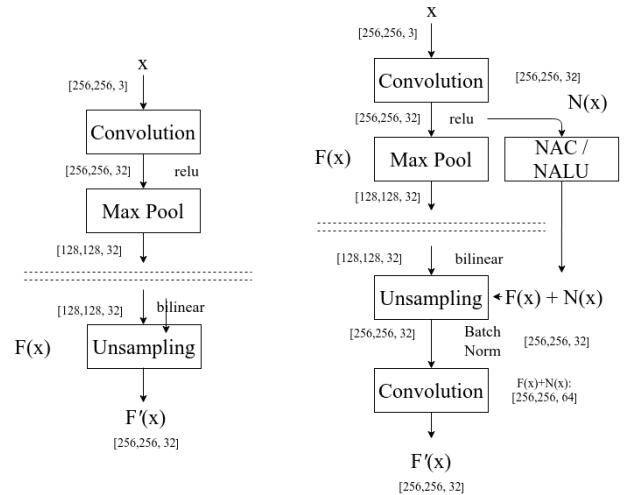 x
[256,256, 3]
Convolution
[256,256, 32]
relu
Max Pool
[128,128, 32]
[128,128, 32]
bilinear
F(x)
Unsampling
F'(x)
[256,256, 32]
x
[256,256, 3]
Convolution
[256,256, 32]
N(x)
[256,256, 32]
relu
F(x)
Max Pool
NAC /
NALU
[128,128, 32]
[128,128, 32]
bilinear
Unsampling
F(x) + N(x)
[256,256, 32]
Batch
Norm
[256,256, 32]
Convolution
F(x)+N(x):
[256,256, 64]
F'(x)
[256,256, 32]